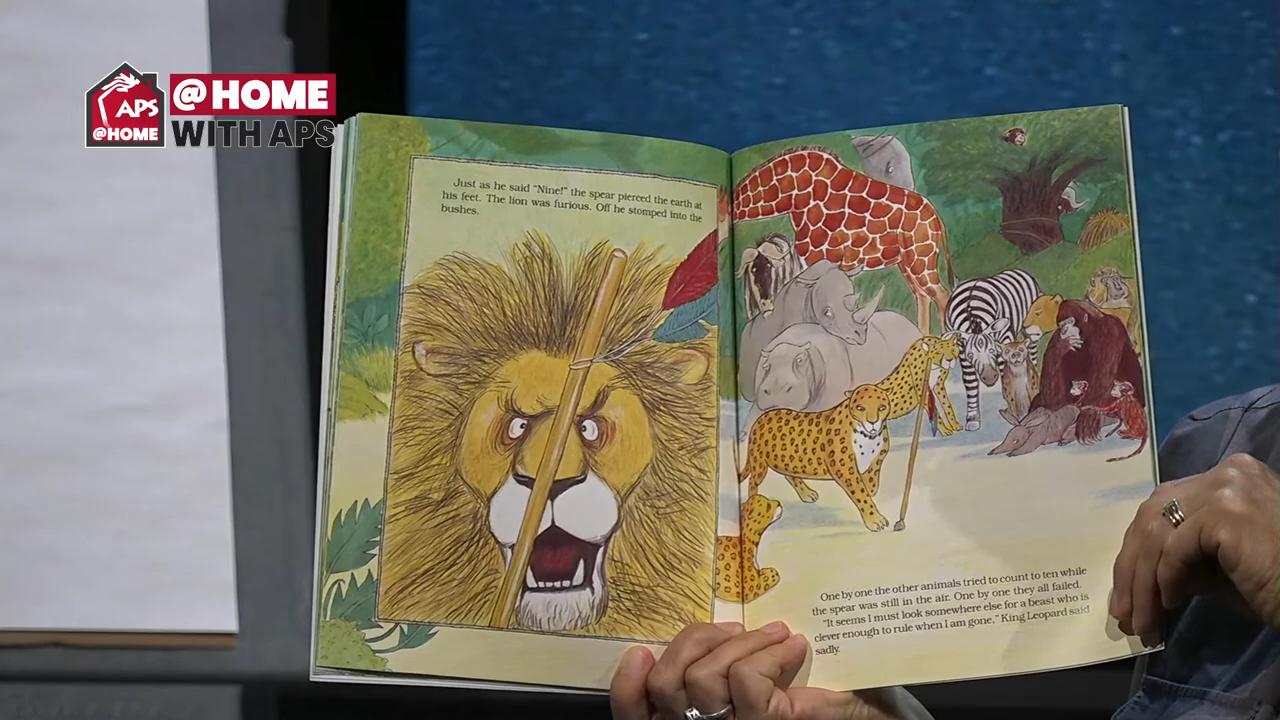 APS
@HOME
@HOME
WITH APS
Just as he said "Nine!" the spear pierced the earth at
his feet. The lion was furious. Off he stomped into the
bushes.
One by one the other animals tried to count to ten while
the spear was still in the air. One by one they all failed.
"It seems I must look somewhere else for a beast who is
clever enough to rule when I am gone," King Leopard said
sadly.